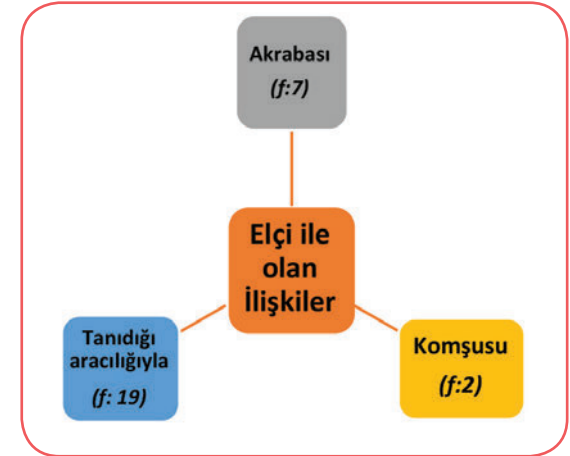 Akrabası
(f:7)
Elçi ile
olan
İlişkiler
Tanıdığı
aracılığıyla
(f: 19)
Komşusu
(f:2)